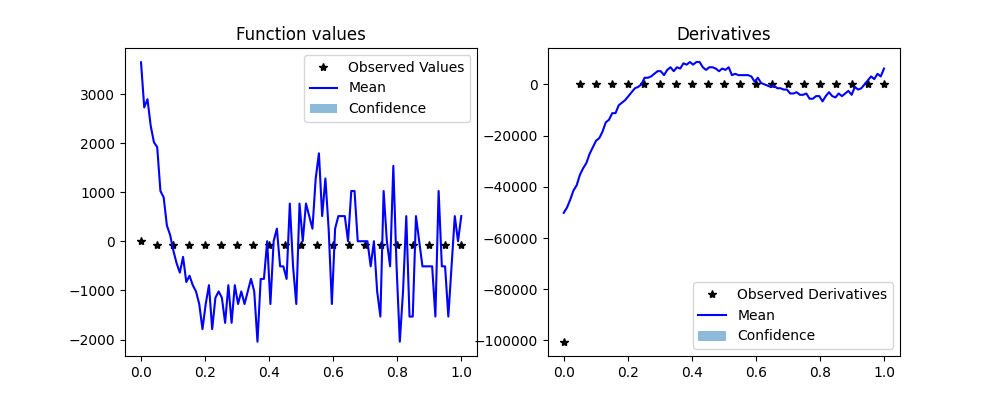 Function values
Observed Values
Mean
Confidence
3000
2000
1000
0
−1000
−2000
0.0 0.2 0.4 0.6 0.8 1.0
Derivatives
0
−20000
−40000
−60000
−80000
−100000
Observed Derivatives
Mean
Confidence
0.0 0.2 0.4 0.6 0.8 1.0